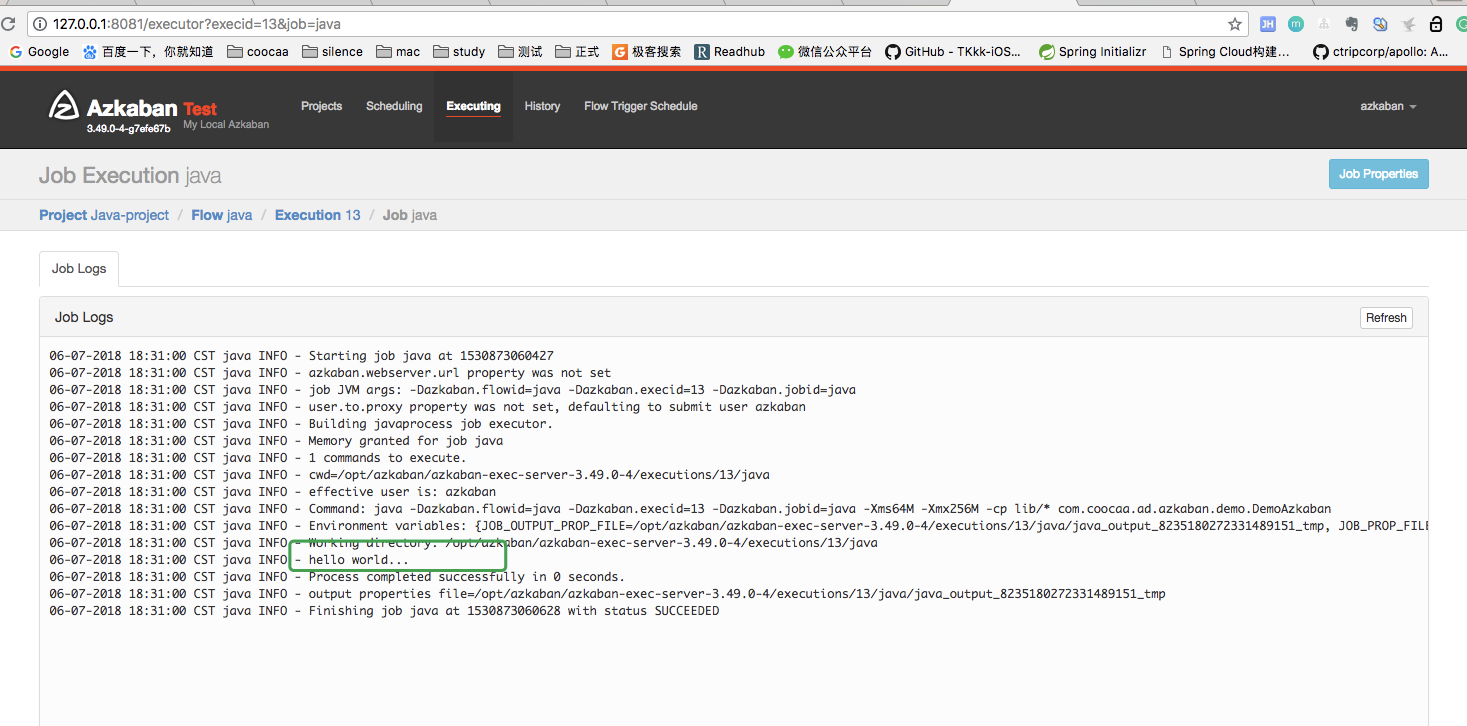 127.0.0.1:8081/executor?execid=13&job=java
Google 百度一下，你就知道 coocaa silence mac study 测试 正式 极客搜索 Readhub 微信公众平台 GitHub - TKkk-iOS... Spring Initializr Spring Cloud构建... ctripcorp/apollo: A...
Azkaban Test
3.49.0-4-g7efe67b My Local Azkaban
Projects Scheduling Executing History Flow Trigger Schedule azkaban
Job Execution java
Job Properties
Project Java-project / Flow java / Execution 13 / Job java
Job Logs
Job Logs
Refresh
06-07-2018 18:31:00 CST java INFO - Starting job java at 1530873060427
06-07-2018 18:31:00 CST java INFO - azkaban.webserver.url property was not set
06-07-2018 18:31:00 CST java INFO - job JVM args: -Dazkaban.flowid=java -Dazkaban.execid=13 -Dazkaban.jobid=java
06-07-2018 18:31:00 CST java INFO - user.to.proxy property was not set, defaulting to submit user azkaban
06-07-2018 18:31:00 CST java INFO - Building javaprocess job executor.
06-07-2018 18:31:00 CST java INFO - Memory granted for job java
06-07-2018 18:31:00 CST java INFO - 1 commands to execute.
06-07-2018 18:31:00 CST java INFO - cwd=/opt/azkaban/azkaban-exec-server-3.49.0-4/executions/13/java
06-07-2018 18:31:00 CST java INFO - effective user is: azkaban
06-07-2018 18:31:00 CST java INFO - Command: java -Dazkaban.flowid=java -Dazkaban.execid=13 -Dazkaban.jobid=java -Xms64M -Xmx256M -cp lib/* com.coocaa.ad.azkaban.demo.DemoAzkaban
06-07-2018 18:31:00 CST java INFO - Environment variables: {JOB_OUTPUT_PROP_FILE=/opt/azkaban/azkaban-exec-server-3.49.0-4/executions/13/java/java_output_8235180272331489151_tmp, JOB_PROP_FILE
06-07-2018 18:31:00 CST java INFO - Working directory: /opt/azkaban/azkaban-exec-server-3.49.0-4/executions/13/java
06-07-2018 18:31:00 CST java INFO - hello world...
06-07-2018 18:31:00 CST java INFO - Process completed successfully in 0 seconds.
06-07-2018 18:31:00 CST java INFO - output properties file=/opt/azkaban/azkaban-exec-server-3.49.0-4/executions/13/java/java_output_8235180272331489151_tmp
06-07-2018 18:31:00 CST java INFO - Finishing job java at 1530873060628 with status SUCCEEDED